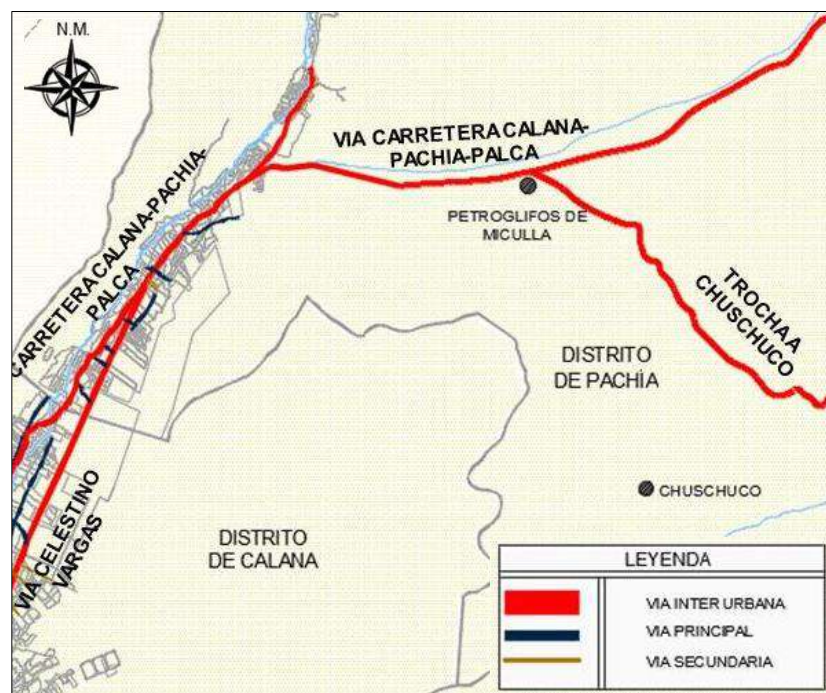 N.M.
VIA CARRETERA CALANA-
PACHIA-PALCA
CARRETERA CALANA-PACHIA-
PALCA
PETROGLIFOS DE
MICULLA
TROCHA A
CHUSCHUCO
DISTRITO
DE PACHÍA
CHUSCHUCO
VIA CELESTINO
VARGAS
DISTRITO
DE CALANA
LEYENDA
VIA INTER URBANA
VIA PRINCIPAL
VIA SECUNDARIA